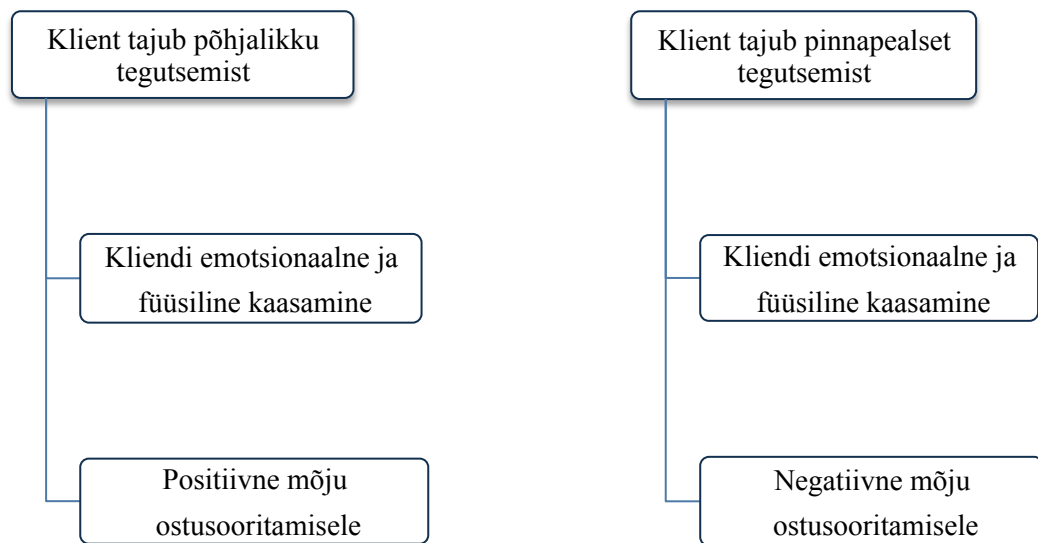 Klient tajub põhjalikku
tegutsemist
Kliendi emotsionaalne ja
füüsiline kaasamine
Positiivne mõju
ostusooritamisele
Klient tajub pinnapealset
tegutsemist
Kliendi emotsionaalne ja
füüsiline kaasamine
Negatiivne mõju
ostusooritamisele